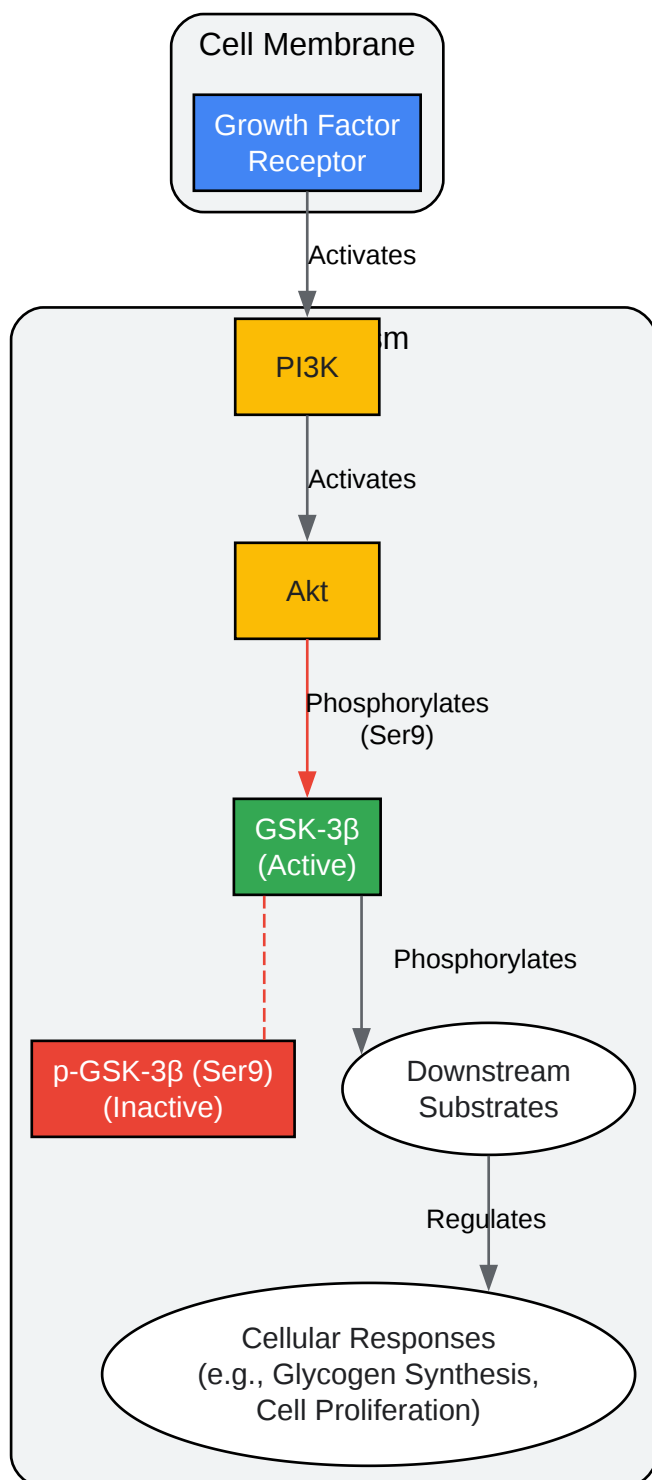 Cell Membrane
Growth Factor
Receptor
Activates
PI3K
Activates
Akt
Phosphorylates
(Ser9)
GSK-3β
(Active)
Phosphorylates
p-GSK-3β (Ser9)
(Inactive)
Downstream
Substrates
Regulates
Cellular Responses
(e.g., Glycogen Synthesis,
Cell Proliferation)